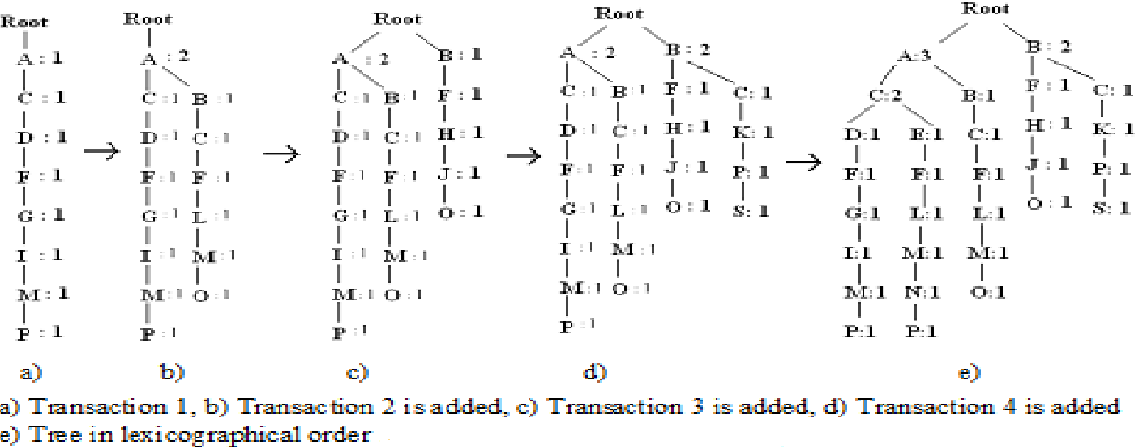 Root
A : 1
C : 1
D : 1
F : 1
G : 1
I : 1
M : 1
P : 1
a)
Root
A : 2
C :1 B :1
D :1 C :1
F :1 F :1
G :1 L :1
I :1 M :1
M :1 O :1
P :1
b)
Root
A : 2 B : 1
C :1 B :1 F : 1
D :1 C :1 H : 1
F :1 F :1 J : 1
G :1 L :1 O : 1
I :1 M :1
M :1 O :1
P :1
c)
Root
A : 2 B : 2
C :1 B :1 F : 1 C : 1
D :1 C :1 H : 1 K : 1
F :1 F :1 J : 1 P : 1
G :1 L :1 O : 1 S : 1
I :1 M :1
M :1 O :1
P :1
d)
Root
A:3 B : 2
C:2 B:1 F : 1 C : 1
D:1 E:1 C:1 H : 1 K : 1
F:1 F:1 F:1 J : 1 P : 1
G:1 L:1 L:1 O : 1 S : 1
I:1 M:1 M:1
M:1 N:1 O:1
P:1 P:1
e)
a) Transaction 1, b) Transaction 2 is added, c) Transaction 3 is added, d) Transaction 4 is added
e) Tree in lexicographical order